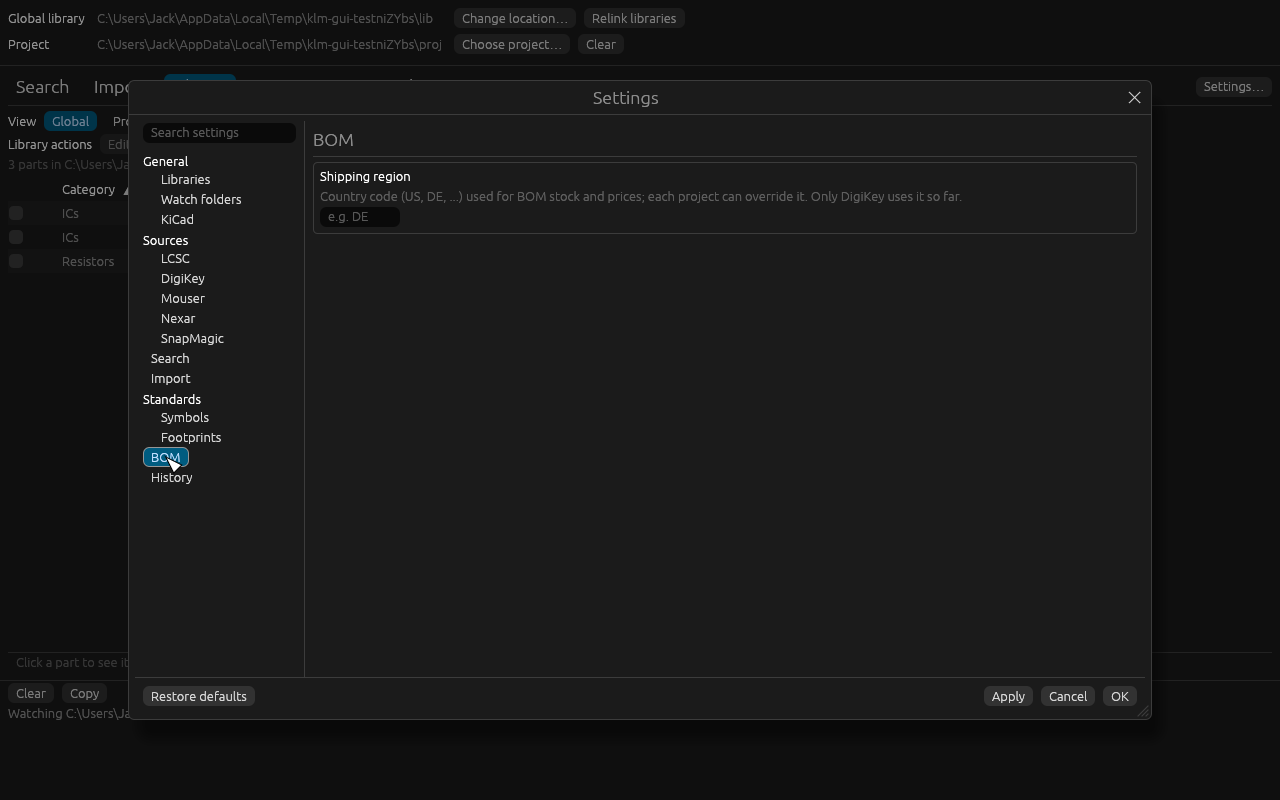 Global library C:\Users\Jack\AppData\Local\Temp\klm-gui-testniZYbs\lib Change location... Relink libraries
Project C:\Users\Jack\AppData\Local\Temp\klm-gui-testniZYbs\proj Choose project... Clear
Search Settings...
Settings
View Global
Search settings
BOM
Library actions
3 parts in C:\Users\
General
Shipping region
Libraries
Country code (US, DE, ...) used for BOM stock and prices; each project can override it. Only DigiKey uses it so far.
Category
Watch folders
ICs
KiCad
e.g. DE
ICs
Sources
Resistors
LCSC
DigiKey
Mouser
Nexar
SnapMagic
Search
Import
Standards
Symbols
Footprints
BOM
History
Click a part to see
Clear Copy
Restore defaults Apply Cancel OK
Watching C:\Users\